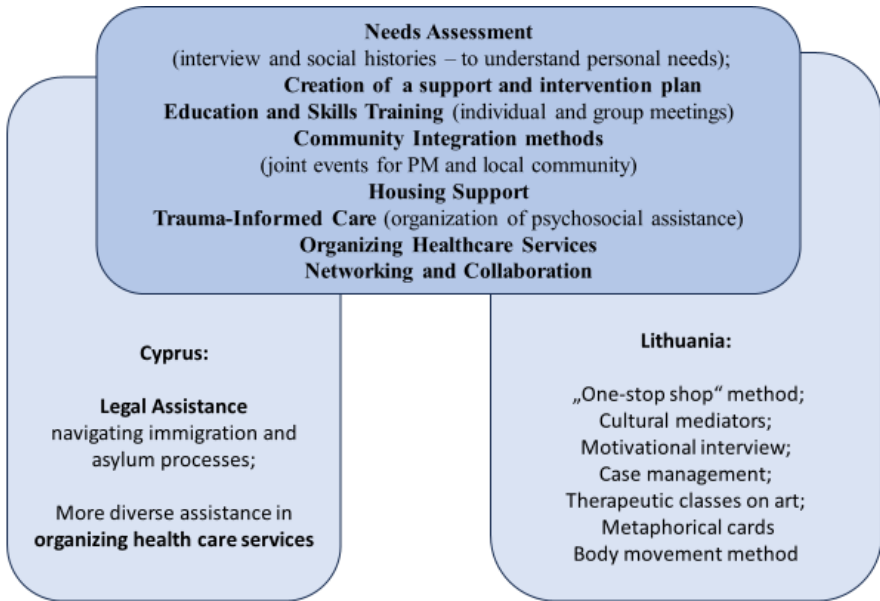 Needs Assessment
(interview and social histories – to understand personal needs);
Creation of a support and intervention plan
Education and Skills Training (individual and group meetings)
Community Integration methods
(joint events for PM and local community)
Housing Support
Trauma-Informed Care (organization of psychosocial assistance)
Organizing Healthcare Services
Networking and Collaboration
Cyprus:
Legal Assistance
navigating immigration and
asylum processes;
More diverse assistance in
organizing health care services
Lithuania:
„One-stop shop“ method;
Cultural mediators;
Motivational interview;
Case management;
Therapeutic classes on art;
Metaphorical cards
Body movement method